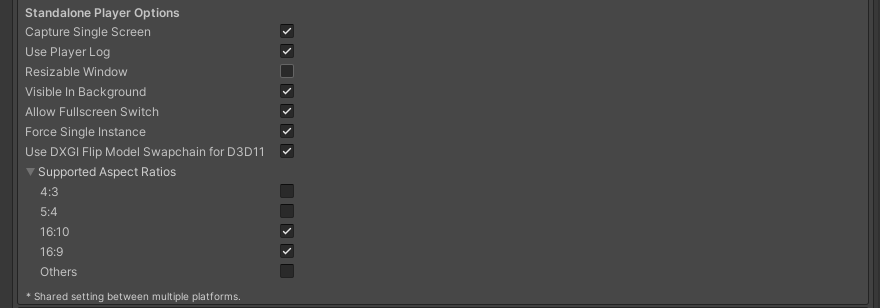 Standalone Player Options
Capture Single Screen
Use Player Log
Resizable Window
Visible In Background
Allow Fullscreen Switch
Force Single Instance
Use DXGI Flip Model Swapchain for D3D11
Supported Aspect Ratios
4:3
5:4
16:10
16:9
Others
* Shared setting between multiple platforms.